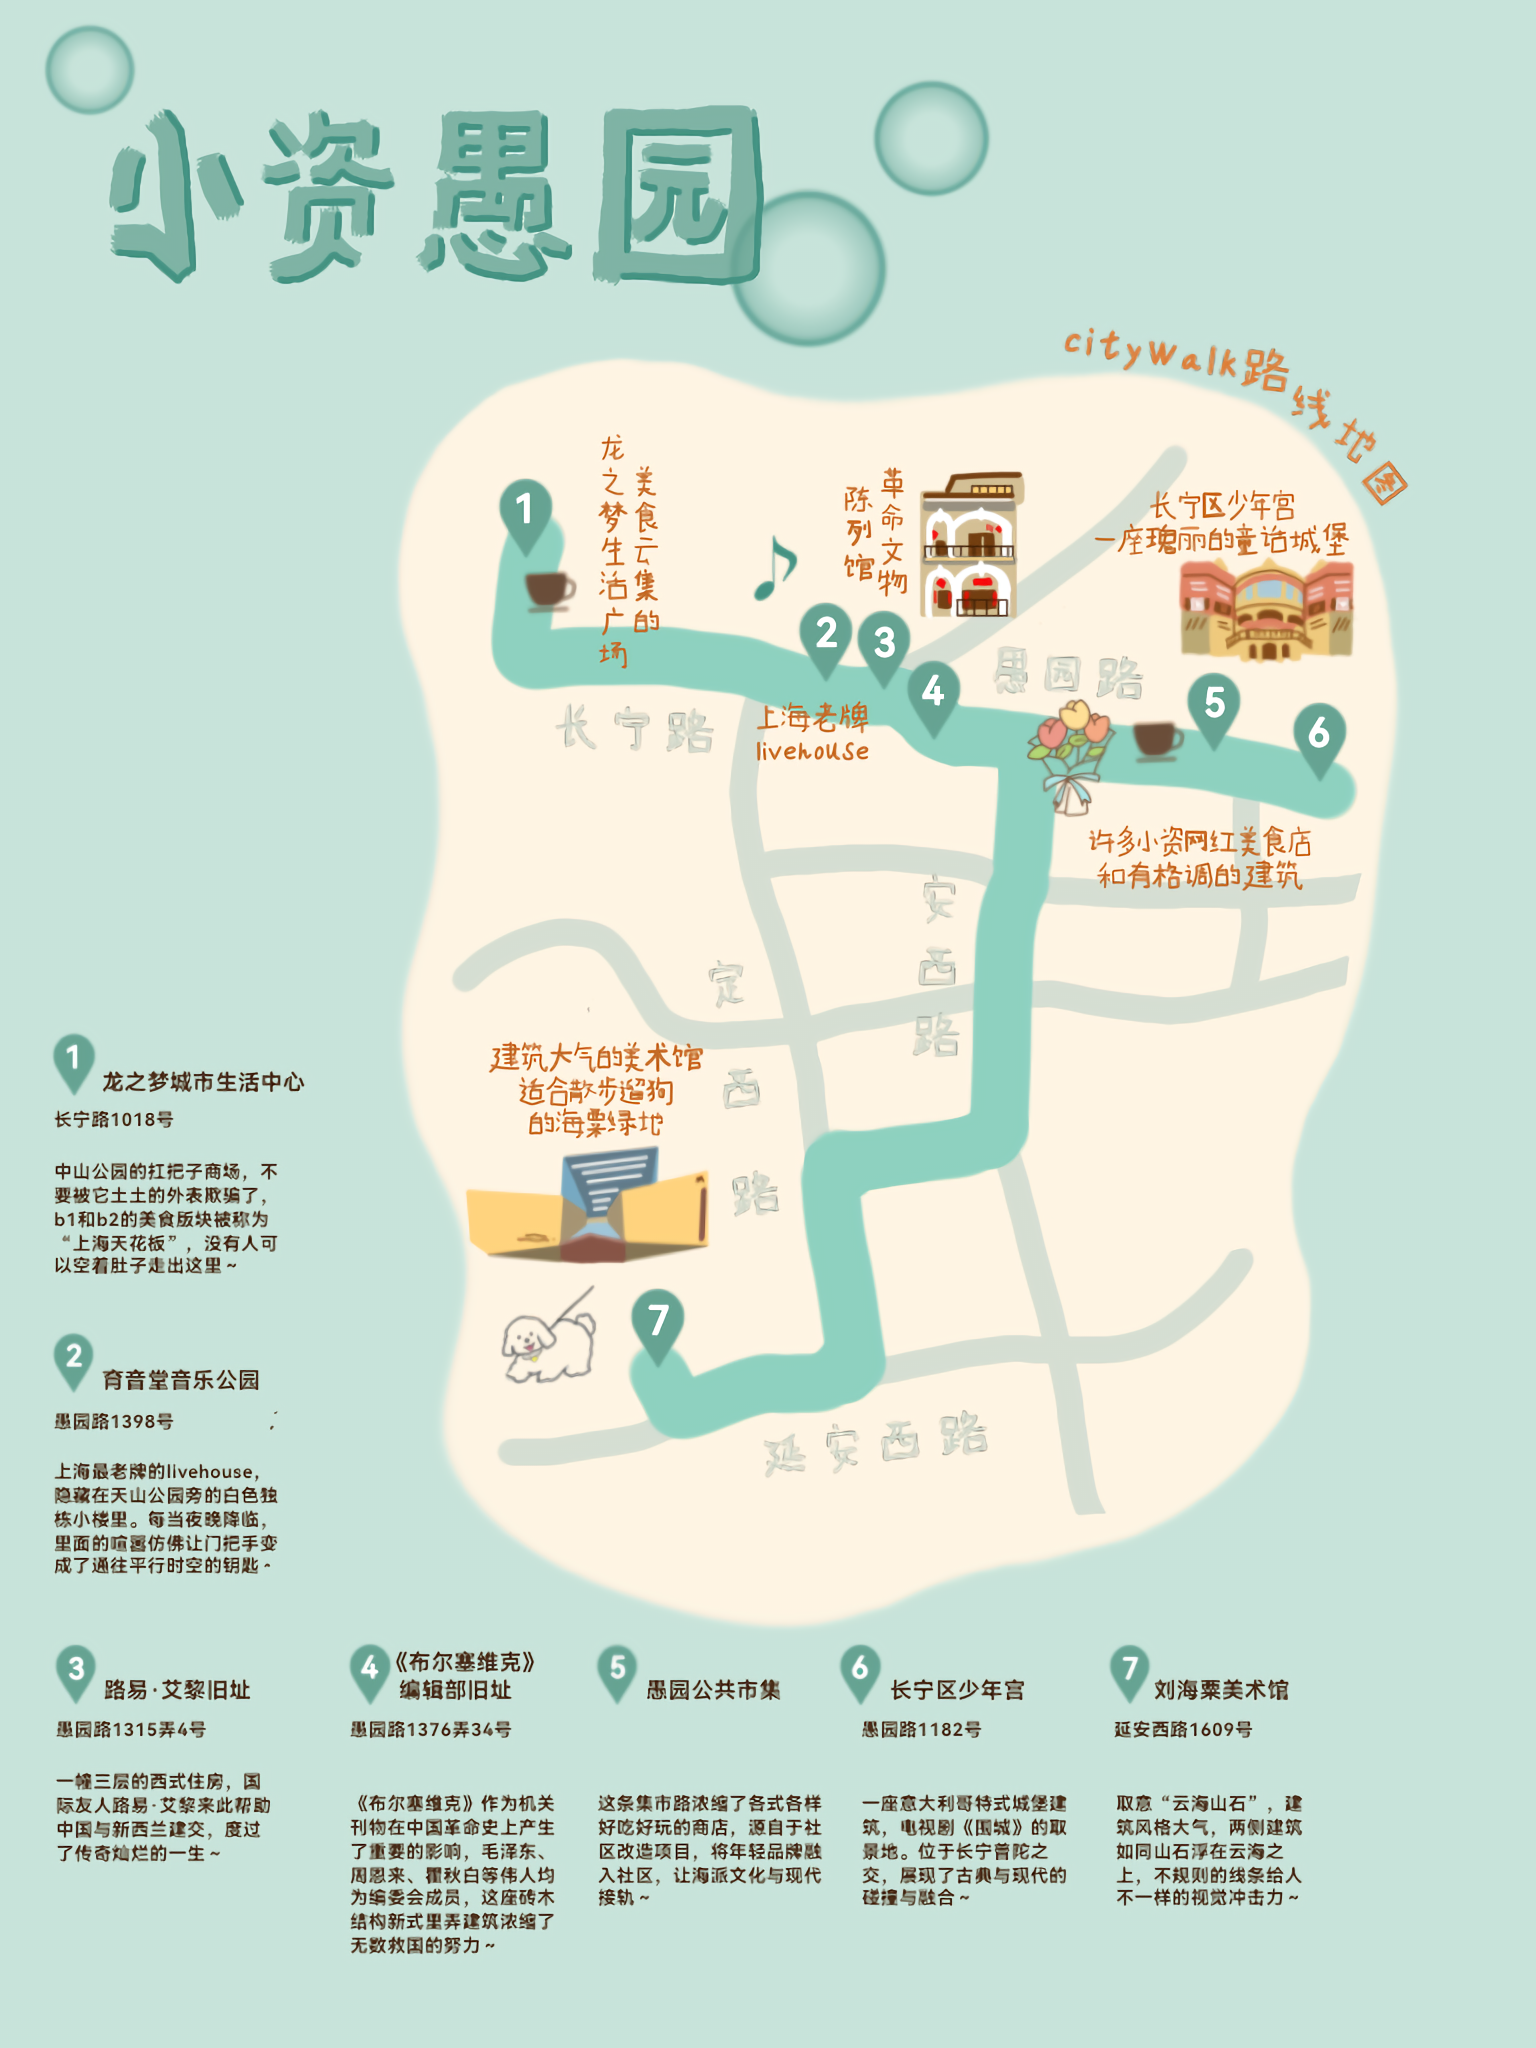 小资愚园
citywalk路线地图
1
龙之梦生活广场
美食云集的
陈列馆
革命文物
长宁区少年宫
一座瑰丽的童话城堡
2
3
4
5
6
愚园路
长宁路
上海老牌
livehouse
许多小资网红美食店
和有格调的建筑
安西路
定西路
建筑大气的美术馆
适合散步遛狗
的海粟绿地
7
延安西路
1
龙之梦城市生活中心
长宁路1018号
中山公园的扛把子商场，不
要被它土土的外表欺骗了，
b1和b2的美食版块被称为
“上海天花板”，没有人可
以空着肚子走出这里~
2
育音堂音乐公园
愚园路1398号
上海最老牌的livehouse，
隐藏在天山公园旁的白色独
栋小楼里。每当夜晚降临，
里面的喧嚣仿佛让门把手变
成了通往平行时空的钥匙~
3
路易·艾黎旧址
愚园路1315弄4号
一幢三层的西式住房，国
际友人路易·艾黎来此帮助
中国与新西兰建交，度过
了传奇灿烂的一生~
4
《布尔塞维克》
编辑部旧址
愚园路1376弄34号
《布尔塞维克》作为机关
刊物在中国革命史上产生
了重要的影响，毛泽东、
周恩来、瞿秋白等伟人均
为编委会成员，这座砖木
结构新式里弄建筑浓缩了
无数救国的努力~
5
愚园公共市集
这条集市路浓缩了各式各样
好吃好玩的商店，源自于社
区改造项目，将年轻品牌融
入社区，让海派文化与现代
接轨~
6
长宁区少年宫
愚园路1182号
一座意大利哥特式城堡建
筑，电视剧《围城》的取
景地。位于长宁普陀之
交，展现了古典与现代的
碰撞与融合~
7
刘海粟美术馆
延安西路1609号
取意“云海山石”，建
筑风格大气，两侧建筑
如同山石浮在云海之
上，不规则的线条给人
不一样的视觉冲击力~